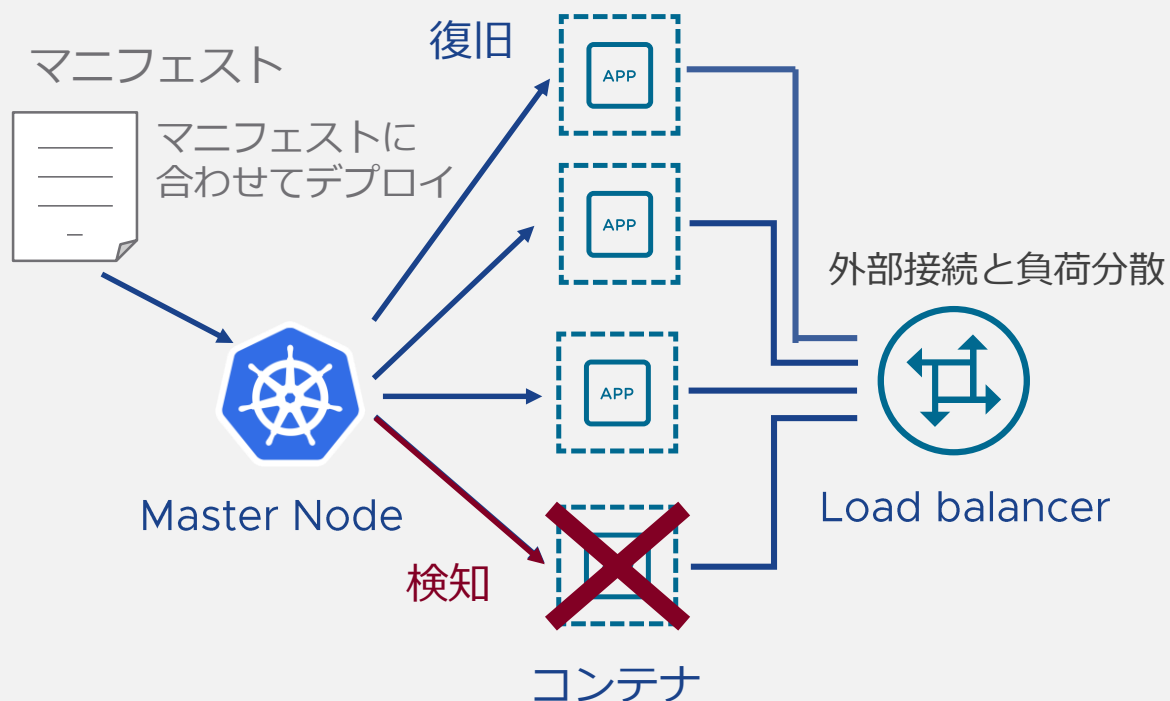 マニフェスト
マニフェストに
合わせてデプロイ
復旧
APP
APP
APP
外部接続と負荷分散
Master Node
Load balancer
検知
コンテナ